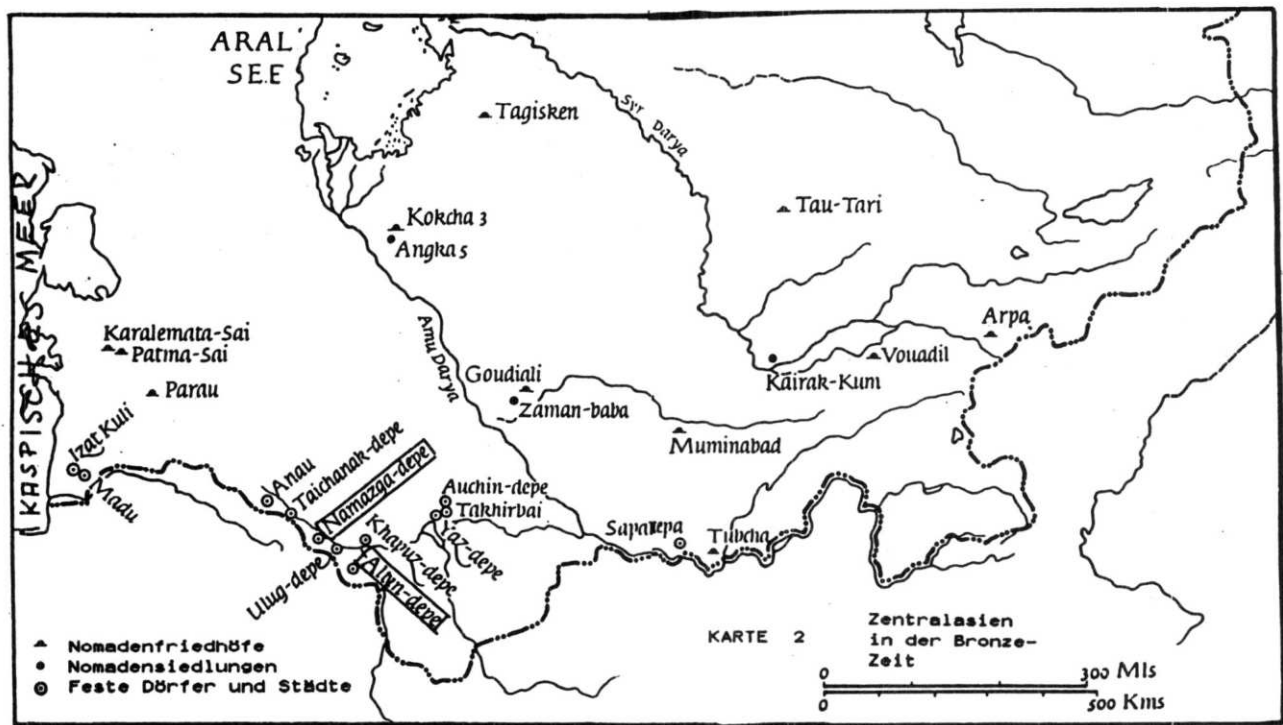 ARAL
SEE
Tagisken
Syr Darya
Kokcha 3
Angka 5
Tau-Tari
KASPISCHES MEER
Karalemata-Sai
Patma-Sai
Parau
Amu Darya
Arpa
Vouadil
Kairak-Kum
Goudiali
Zaman-baba
Muminabad
Izat Kuli
Madu
Anau
Taichanak-depe
Namazga-depe
Ulug-depe
Khapuz-depe
Altyn-depe
Auchin-depe
Takhirbai
Taz-depe
Sapallitepa
Tulcha
Nomadenfriedhöfe
Nomadensiedlungen
Feste Dörfer und Städte
KARTE 2
Zentralasien
in der Bronze-
Zeit
0 300 Mls
0 500 Kms